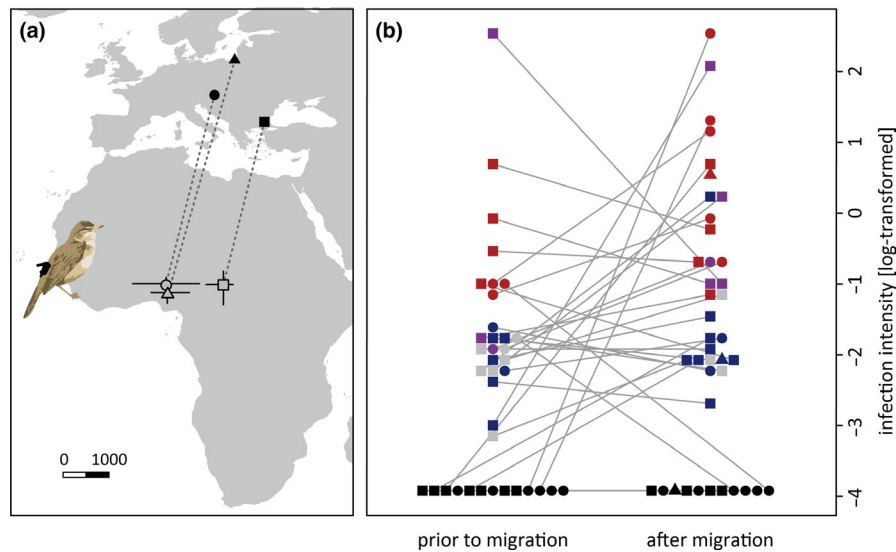 (a)
0 1000
(b)
2
1
0
−1
−2
−3
−4
infection intensity [log-transformed]
prior to migration
after migration